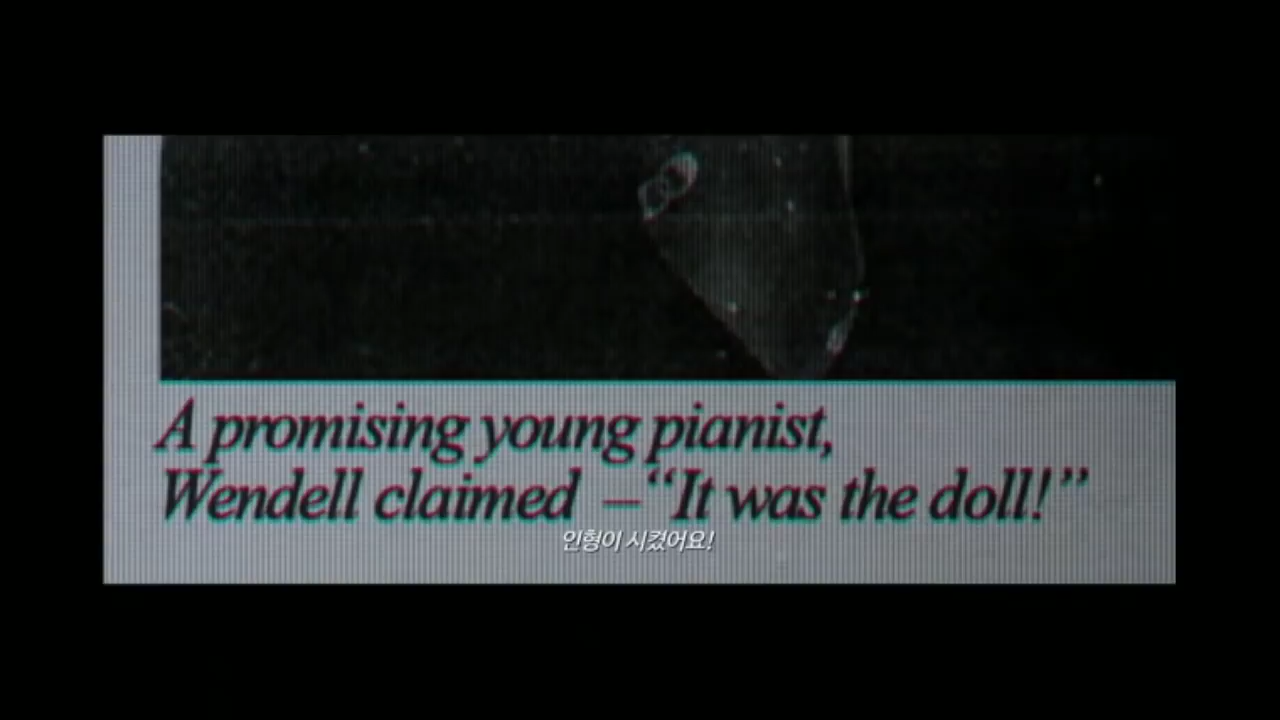 A promising young pianist,
Wendell claimed –“It was the doll!”
인형이 시켰어요!